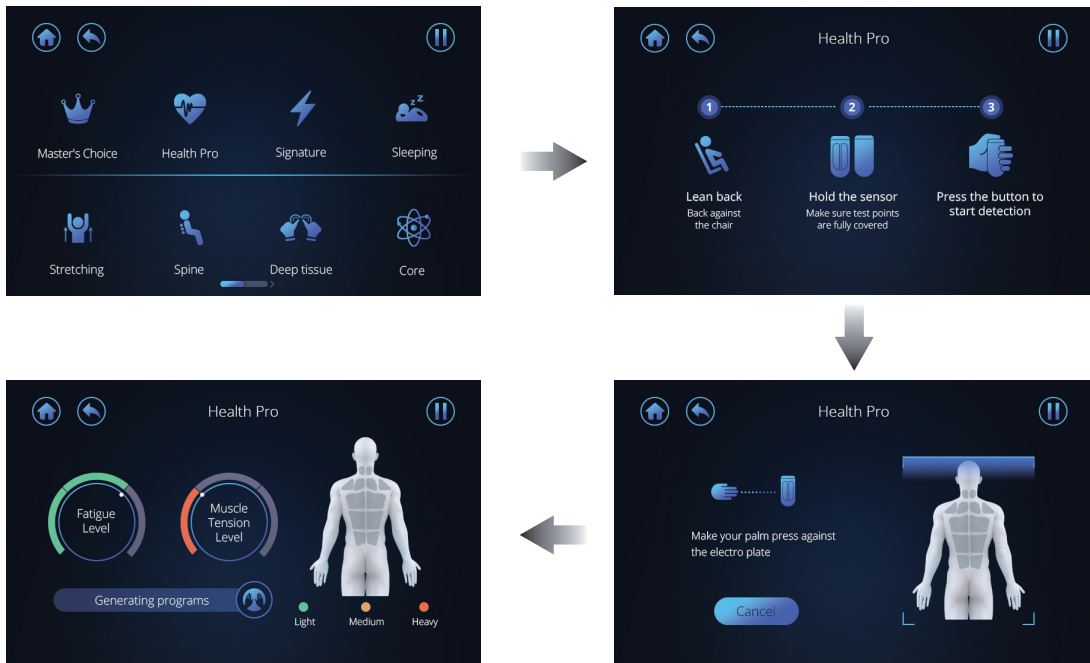 Master's Choice
Health Pro
Signature
Sleeping
z z
Stretching
Spine
Deep tissue
Core
Health Pro
1
2
3
Lean back
Back against
the chair
Hold the sensor
Make sure test points
are fully covered
Press the button to
start detection
Health Pro
Fatigue
Level
Muscle
Tension
Level
Generating programs
Light
Medium
Heavy
Health Pro
Make your palm press against
the electro plate
Cancel